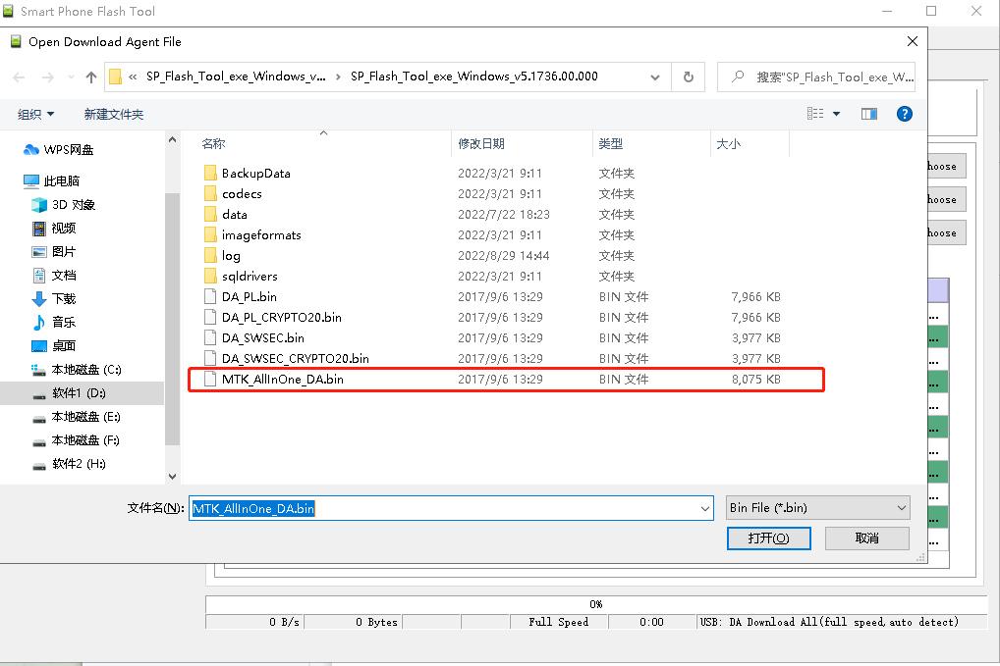 Smart Phone Flash Tool
Open Download Agent File
« SP_Flash_Tool_exe_Windows_v... › SP_Flash_Tool_exe_Windows_v5.1736.00.000
搜索"SP_Flash_Tool_exe_W...
组织 新建文件夹
WPS网盘
此电脑
3D 对象
视频
图片
文档
下载
音乐
桌面
本地磁盘 (C:)
软件1 (D:)
本地磁盘 (E:)
本地磁盘 (F:)
软件2 (H:)
名称 修改日期 类型 大小
BackupData 2022/3/21 9:11 文件夹
codecs 2022/3/21 9:11 文件夹
data 2022/7/22 18:23 文件夹
imageformats 2022/3/21 9:11 文件夹
log 2022/8/29 14:44 文件夹
sqldrivers 2022/3/21 9:11 文件夹
DA_PL.bin 2017/9/6 13:29 BIN 文件 7,966 KB
DA_PL_CRYPTO20.bin 2017/9/6 13:29 BIN 文件 7,966 KB
DA_SWSEC.bin 2017/9/6 13:29 BIN 文件 3,977 KB
DA_SWSEC_CRYPTO20.bin 2017/9/6 13:29 BIN 文件 3,977 KB
MTK_AllInOne_DA.bin 2017/9/6 13:29 BIN 文件 8,075 KB
hoose
hoose
hoose
...
...
...
...
...
...
...
...
...
...
...
文件名(N): MTK_AllInOne_DA.bin Bin File (*.bin)
打开(O) 取消
0%
0 B/s 0 Bytes Full Speed 0:00 USB: DA Download All(full speed,auto detect)